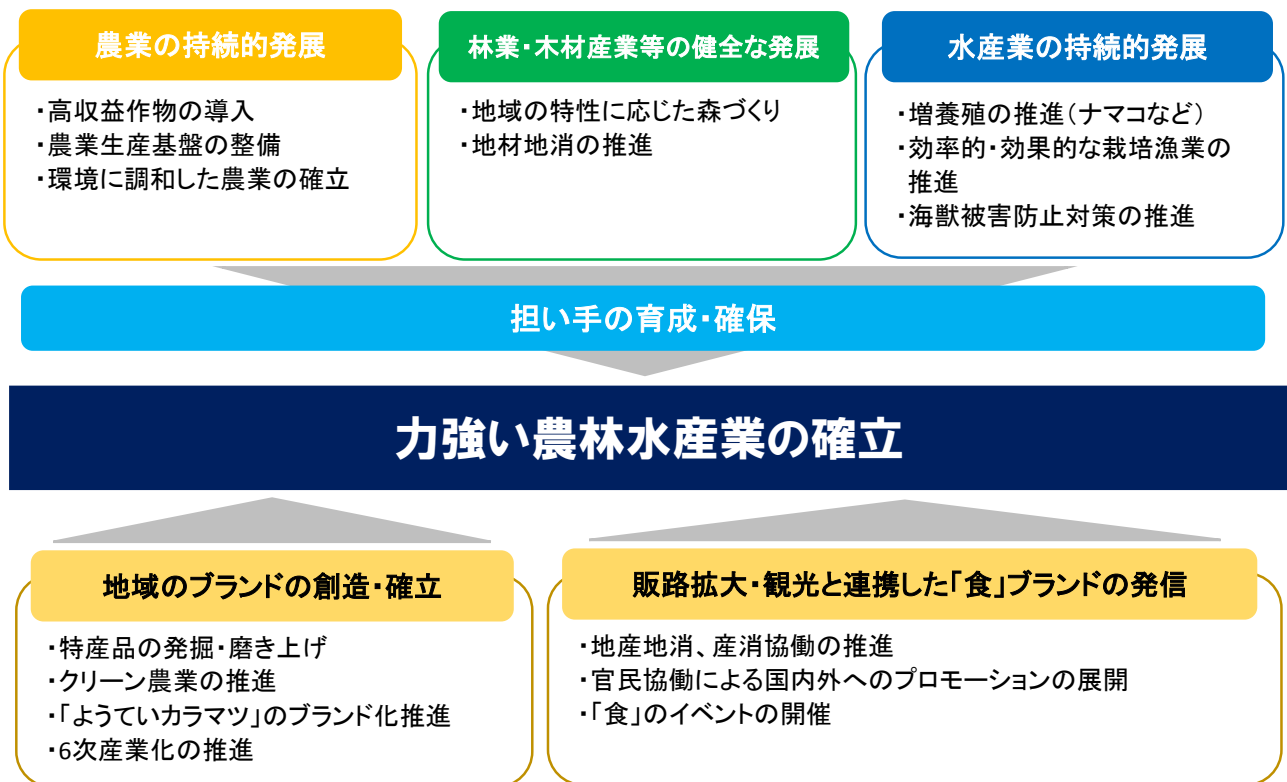 農業の持続的発展
・高収益作物の導入
・農業生産基盤の整備
・環境に調和した農業の確立
林業・木材産業等の健全な発展
・地域の特性に応じた森づくり
・地材地消の推進
水産業の持続的発展
・増養殖の推進(ナマコなど)
・効率的・効果的な栽培漁業の
推進
・海獣被害防止対策の推進
担い手の育成・確保
力強い農林水産業の確立
地域のブランドの創造・確立
・特産品の発掘・磨き上げ
・クリーン農業の推進
・「ようていカラマツ」のブランド化推進
・6次産業化の推進
販路拡大・観光と連携した「食」ブランドの発信
・地産地消、産消協働の推進
・官民協働による国内外へのプロモーションの展開
・「食」のイベントの開催